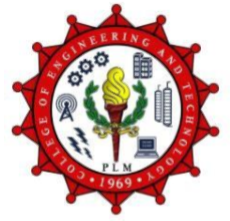 COLLEGE OF ENGINEERING AND TECHNOLOGY
PLM
• 1969 •